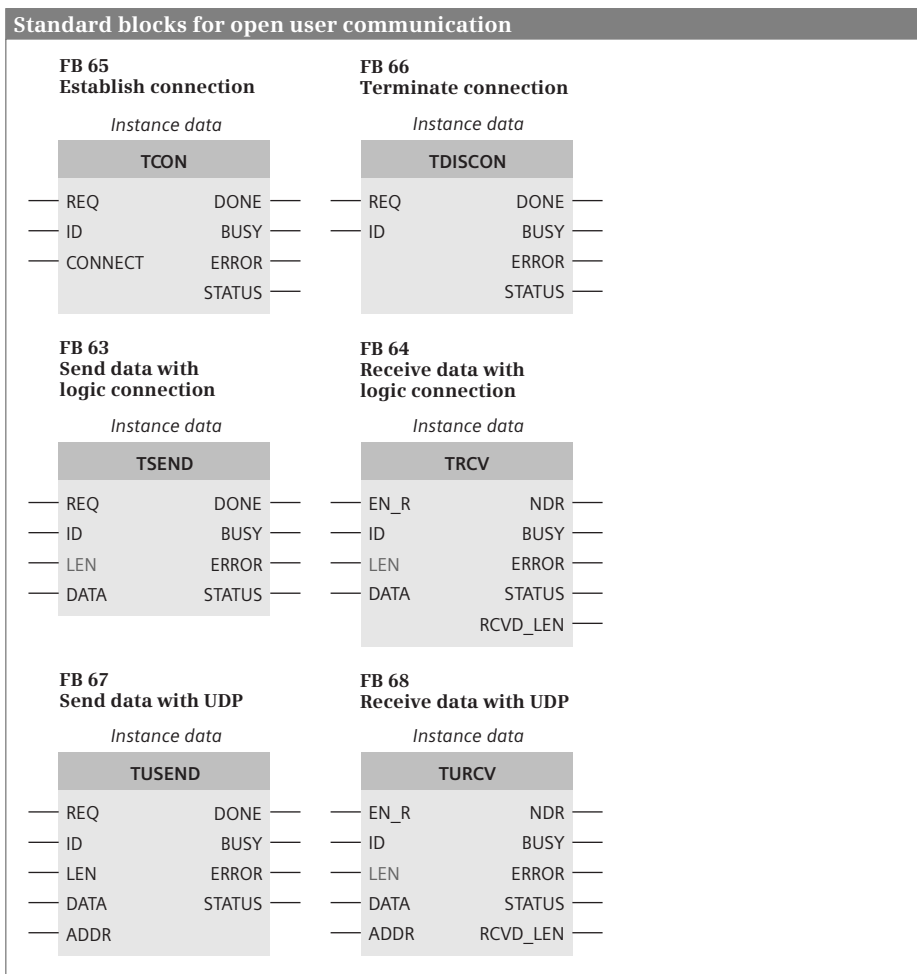 Standard blocks for open user communication
FB 65
Establish connection
Instance data
TCON
REQ DONE
ID BUSY
CONNECT ERROR
STATUS
FB 66
Terminate connection
Instance data
TDISCON
REQ DONE
ID BUSY
ERROR
STATUS
FB 63
Send data with
logic connection
Instance data
TSEND
REQ DONE
ID BUSY
LEN ERROR
DATA STATUS
FB 64
Receive data with
logic connection
Instance data
TRCV
EN_R NDR
ID BUSY
LEN ERROR
DATA STATUS
RCVD_LEN
FB 67
Send data with UDP
Instance data
TUSEND
REQ DONE
ID BUSY
LEN ERROR
DATA STATUS
ADDR
FB 68
Receive data with UDP
Instance data
TURCV
EN_R NDR
ID BUSY
LEN ERROR
DATA STATUS
ADDR RCVD_LEN